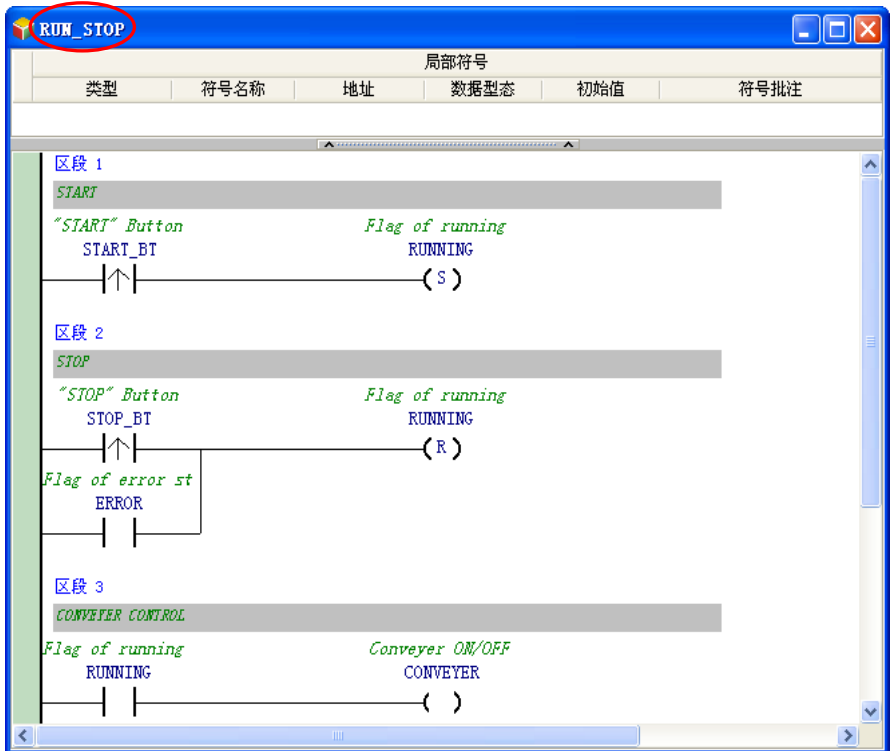 RUN_STOP
局部符号
类型 符号名称 地址 数据型态 初始值 符号批注
区段 1
START
"START" Button Flag of running
START_BT RUNNING
S
区段 2
STOP
"STOP" Button Flag of running
STOP_BT RUNNING
R
Flag of error st
ERROR
区段 3
CONVEYER CONTROL
Flag of running Conveyer ON/OFF
RUNNING CONVEYER